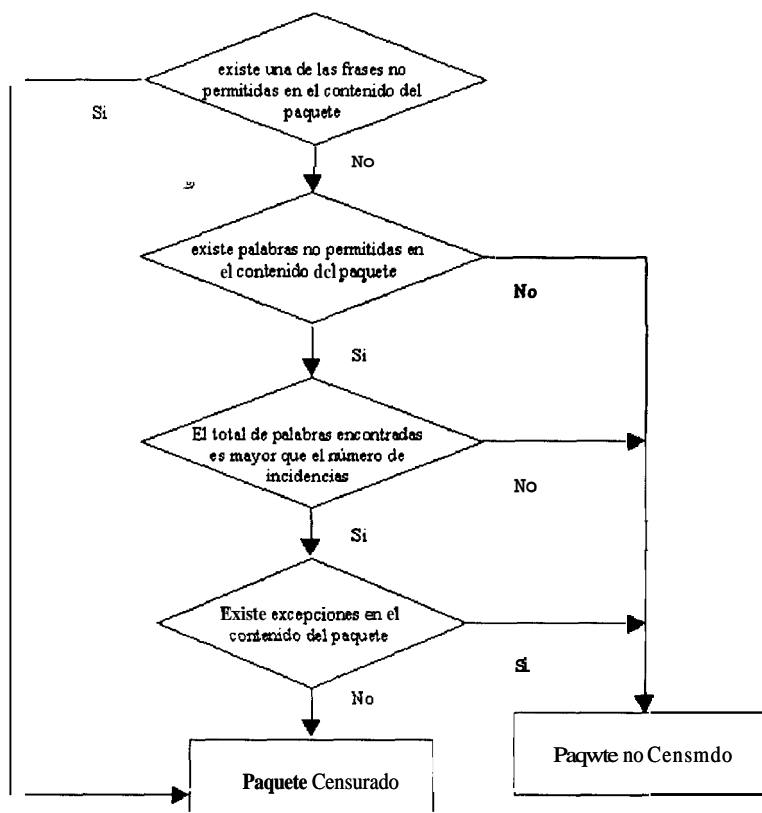 existe una de las frases no
permitidas en el contenido del
paquete
Si
No
existe palabras no permitidas en
el contenido del paquete
No
Si
El total de palabras encontradas
es mayor que el número de
incidencias
No
Si
Existe excepciones en el
contenido del paquete
Si
No
Paquete Censurado
Paqwte no Censmdo